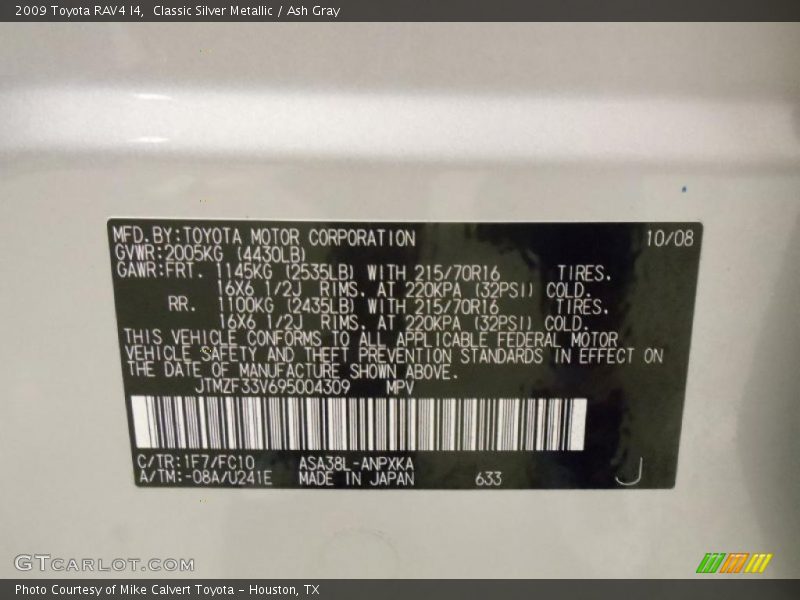 2009 Toyota RAV4 I4,  Classic Silver Metallic / Ash Gray
MFD.BY:TOYOTA MOTOR CORPORATION 10/08
GVWR:2005KG (4430LB)
GAWR:FRT. 1145KG (2535LB) WITH 215/70R16 TIRES,
16X6 1/2J RIMS, AT 220KPA (32PSI) COLD.
RR. 1100KG (2435LB) WITH 215/70R16 TIRES,
16X6 1/2J RIMS, AT 220KPA (32PSI) COLD.
THIS VEHICLE CONFORMS TO ALL APPLICABLE FEDERAL MOTOR
VEHICLE SAFETY AND THEFT PREVENTION STANDARDS IN EFFECT ON
THE DATE OF MANUFACTURE SHOWN ABOVE.
JTMZF33V695004309 MPV
C/TR:1F7/FC10 ASA38L-ANPXKA
A/TM:-08A/U241E MADE IN JAPAN 633 J
GTCARLOT.COM
Photo Courtesy of Mike Calvert Toyota - Houston, TX